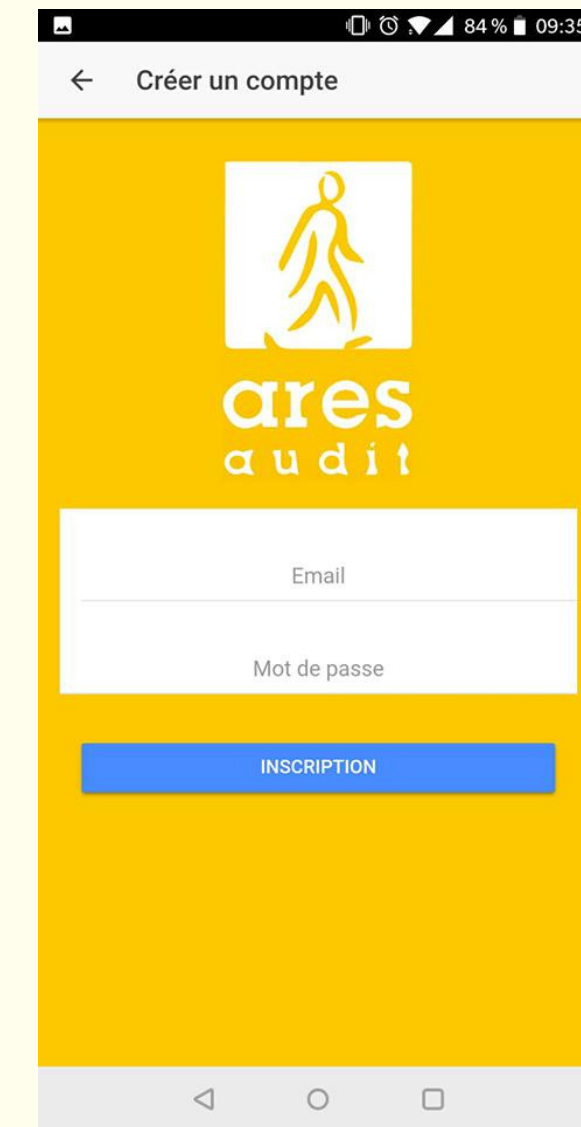 84 % 09:35
Créer un compte
ares
audit
Email
Mot de passe
INSCRIPTION